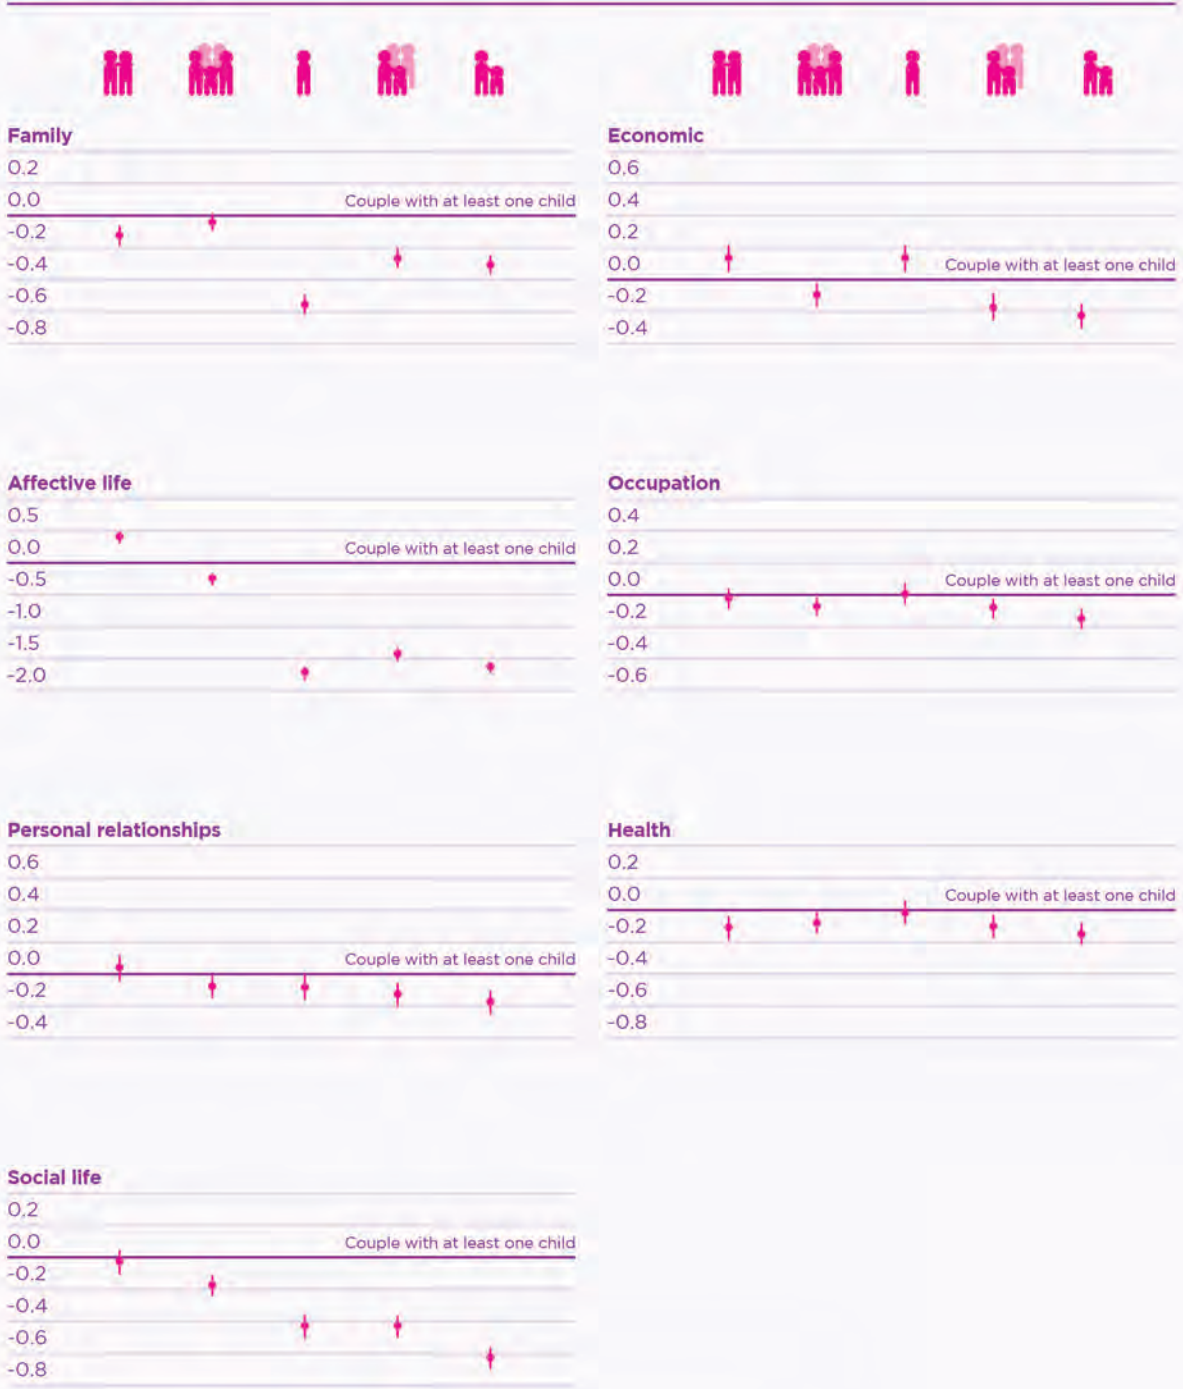 Family
0.2
0.0 Couple with at least one child
-0.2
-0.4
-0.6
-0.8
Economic
0.6
0.4
0.2
0.0 Couple with at least one child
-0.2
-0.4
Affective life
0.5
0.0 Couple with at least one child
-0.5
-1.0
-1.5
-2.0
Occupation
0.4
0.2
0.0 Couple with at least one child
-0.2
-0.4
-0.6
Personal relationships
0.6
0.4
0.2
0.0 Couple with at least one child
-0.2
-0.4
Health
0.2
0.0 Couple with at least one child
-0.2
-0.4
-0.6
-0.8
Social life
0.2
0.0 Couple with at least one child
-0.2
-0.4
-0.6
-0.8